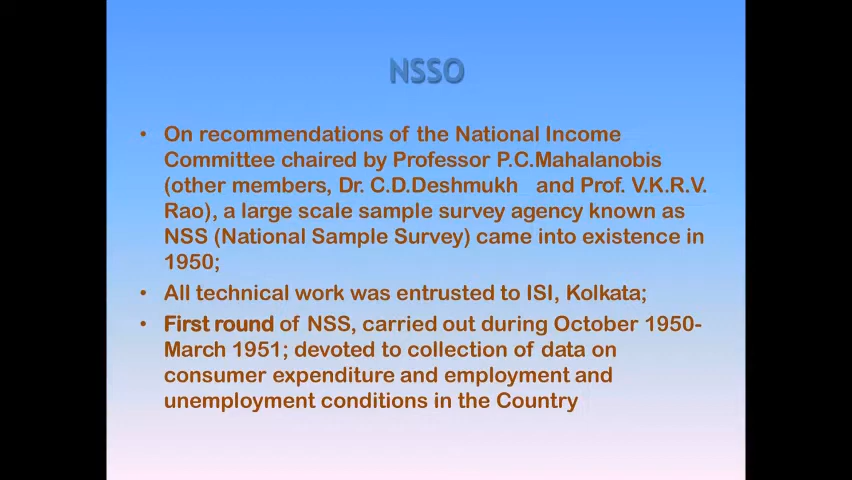 NSSO
• On recommendations of the National Income
Committee chaired by Professor P.C.Mahalanobis
(other members, Dr. C.D.Deshmukh and Prof. V.K.R.V.
Rao), a large scale sample survey agency known as
NSS (National Sample Survey) came into existence in
1950;
• All technical work was entrusted to ISI, Kolkata;
• First round of NSS, carried out during October 1950-
March 1951; devoted to collection of data on
consumer expenditure and employment and
unemployment conditions in the Country